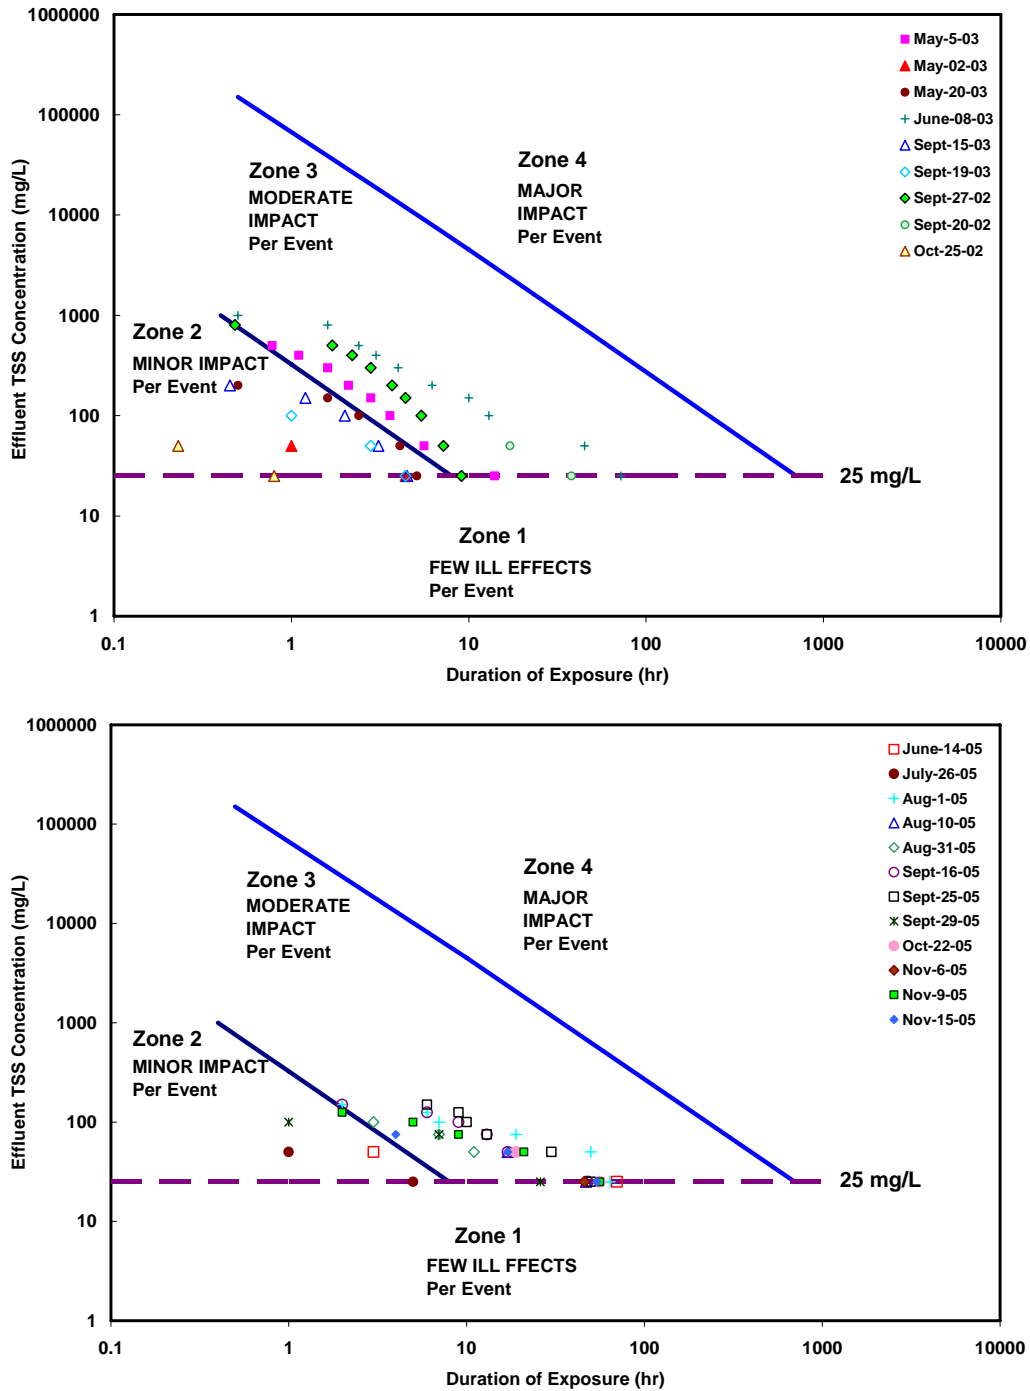 1000000
100000
10000
1000
100
10
1
Effluent TSS Concentration (mg/L)
0.1
1
10
100
1000
10000
Duration of Exposure (hr)
May-5-03
May-02-03
May-20-03
June-08-03
Sept-15-03
Sept-19-03
Sept-27-02
Sept-20-02
Oct-25-02
Zone 3
MODERATE
IMPACT
Per Event
Zone 4
MAJOR
IMPACT
Per Event
Zone 2
MINOR IMPACT
Per Event
25 mg/L
Zone 1
FEW ILL EFFECTS
Per Event
1000000
100000
10000
1000
100
10
1
Effluent TSS Concentration (mg/L)
0.1
1
10
100
1000
10000
Duration of Exposure (hr)
June-14-05
July-26-05
Aug-1-05
Aug-10-05
Aug-31-05
Sept-16-05
Sept-25-05
Sept-29-05
Oct-22-05
Nov-6-05
Nov-9-05
Nov-15-05
Zone 3
MODERATE
IMPACT
Per Event
Zone 4
MAJOR
IMPACT
Per Event
Zone 2
MINOR IMPACT
Per Event
25 mg/L
Zone 1
FEW ILL FFECTS
Per Event